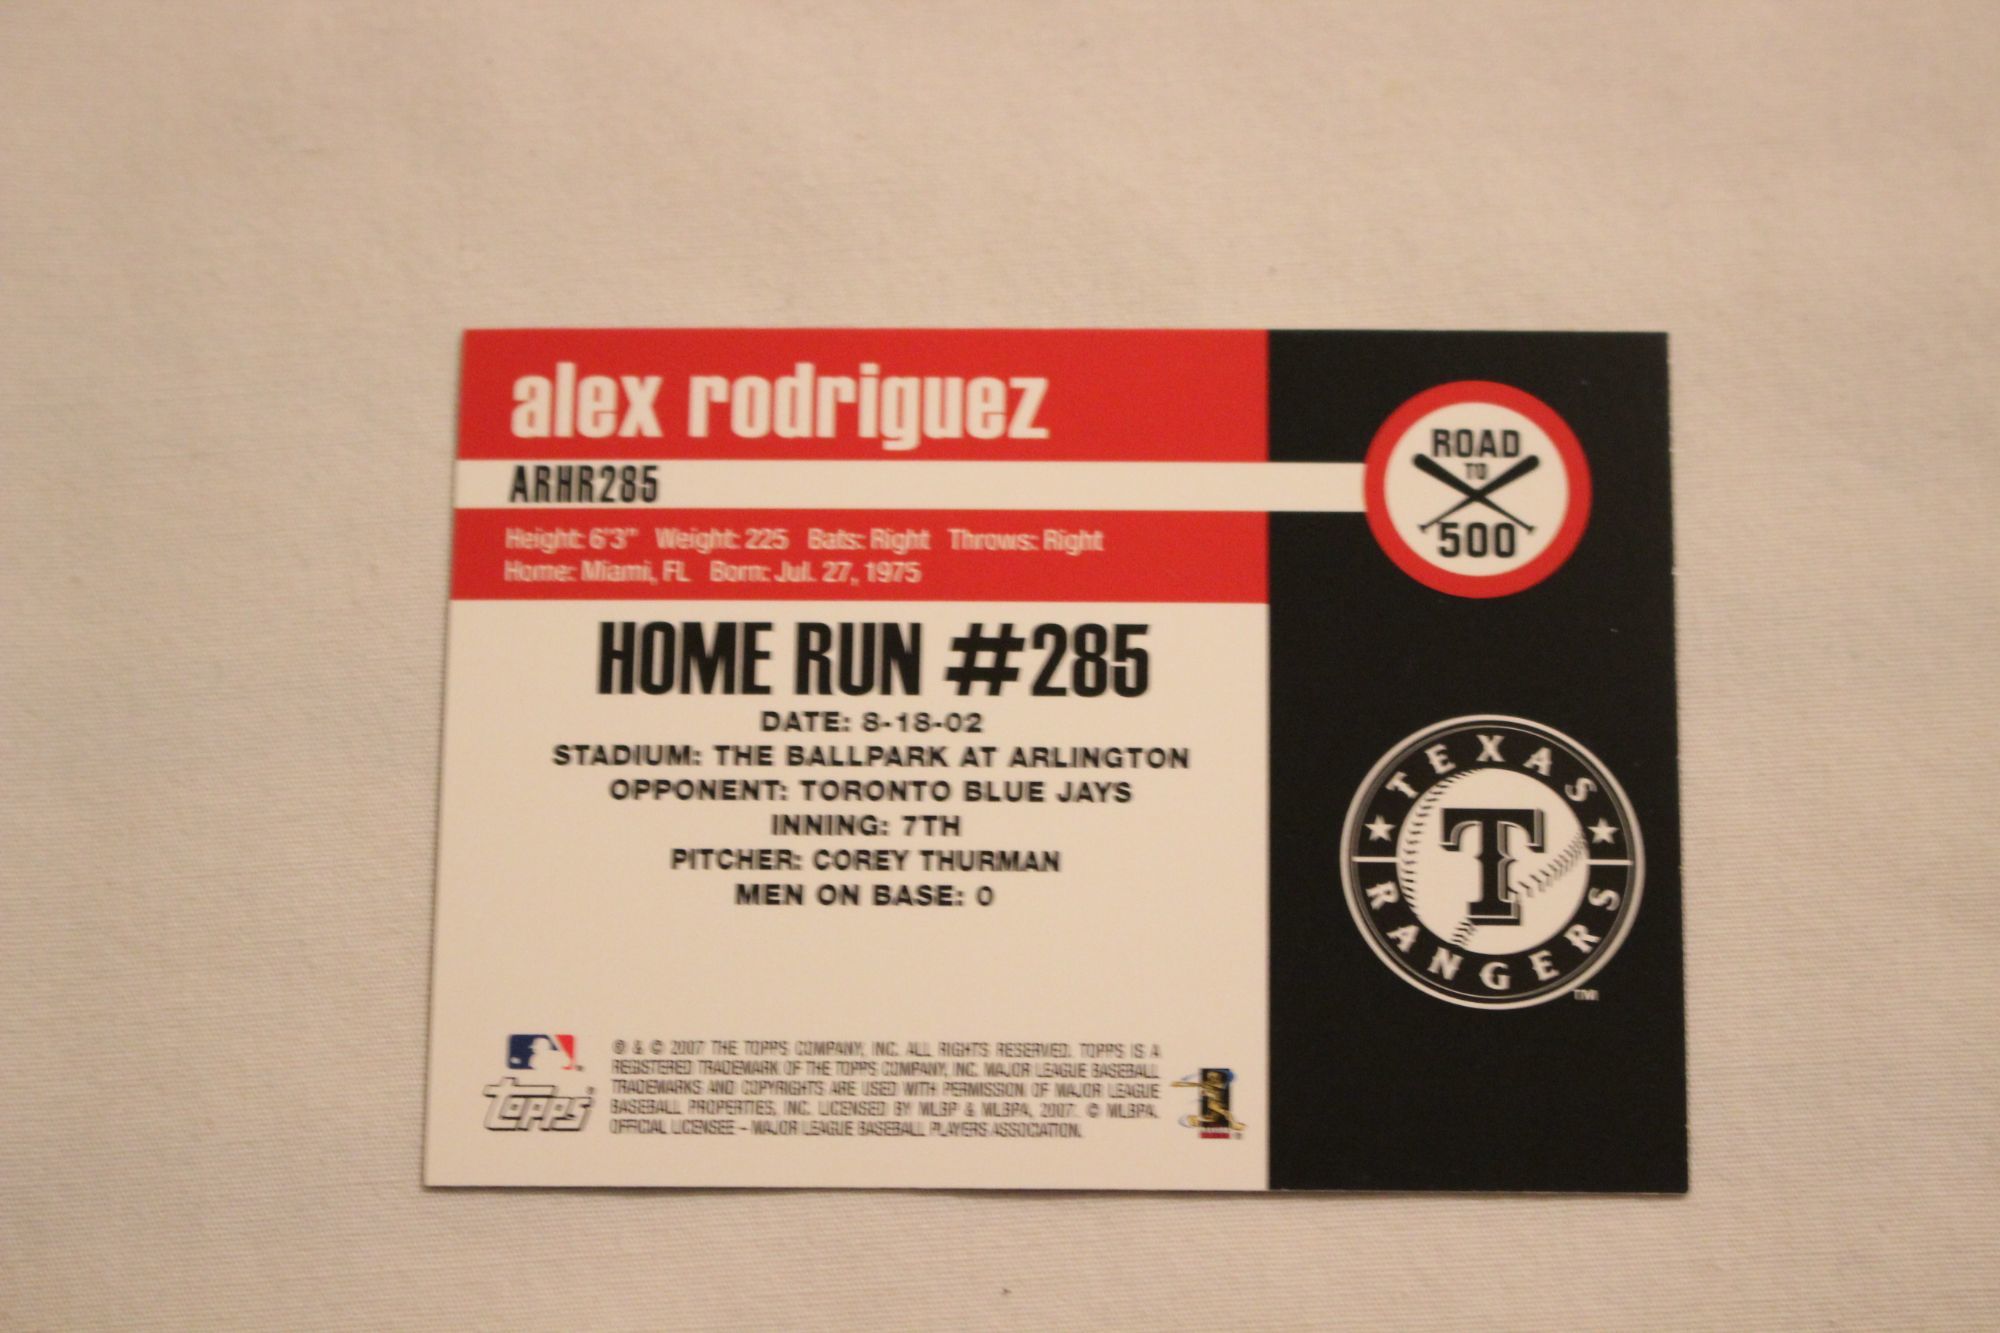 alex rodriguez
ARHR285
Height: 6'3" Weight: 225 Bats: Right Throws: Right
Home: Miami, FL Born: Jul. 27, 1975
ROAD
TO
500
HOME RUN #285
DATE: 8-18-02
STADIUM: THE BALLPARK AT ARLINGTON
OPPONENT: TORONTO BLUE JAYS
INNING: 7TH
PITCHER: COREY THURMAN
MEN ON BASE: 0
TEXAS
T
RANGERS
TM
® & © 2007 THE TOPPS COMPANY, INC. ALL RIGHTS RESERVED. TOPPS IS A
REGISTERED TRADEMARK OF THE TOPPS COMPANY, INC. MAJOR LEAGUE BASEBALL
TRADEMARKS AND COPYRIGHTS ARE USED WITH PERMISSION OF MAJOR LEAGUE
BASEBALL PROPERTIES, INC. LICENSED BY MLBP & MLBPA, 2007. © MLBPA,
OFFICIAL LICENSEE – MAJOR LEAGUE BASEBALL PLAYERS ASSOCIATION.
topps®